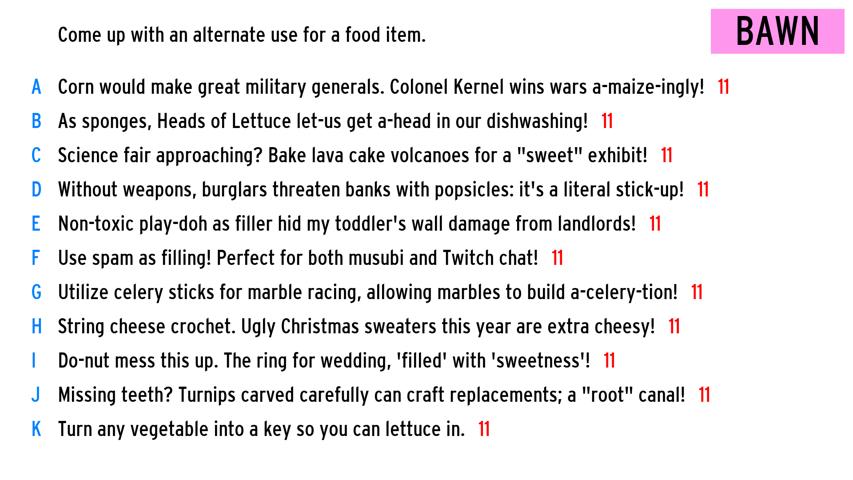 Come up with an alternate use for a food item.
BAWN
A Corn would make great military generals. Colonel Kernel wins wars a-maize-ingly! 11
B As sponges, Heads of Lettuce let-us get a-head in our dishwashing! 11
C Science fair approaching? Bake lava cake volcanoes for a "sweet" exhibit! 11
D Without weapons, burglars threaten banks with popsicles: it's a literal stick-up! 11
E Non-toxic play-doh as filler hid my toddler's wall damage from landlords! 11
F Use spam as filling! Perfect for both musubi and Twitch chat! 11
G Utilize celery sticks for marble racing, allowing marbles to build a-celery-tion! 11
H String cheese crochet. Ugly Christmas sweaters this year are extra cheesy! 11
I Do-nut mess this up. The ring for wedding, 'filled' with 'sweetness'! 11
J Missing teeth? Turnips carved carefully can craft replacements; a "root" canal! 11
K Turn any vegetable into a key so you can lettuce in. 11